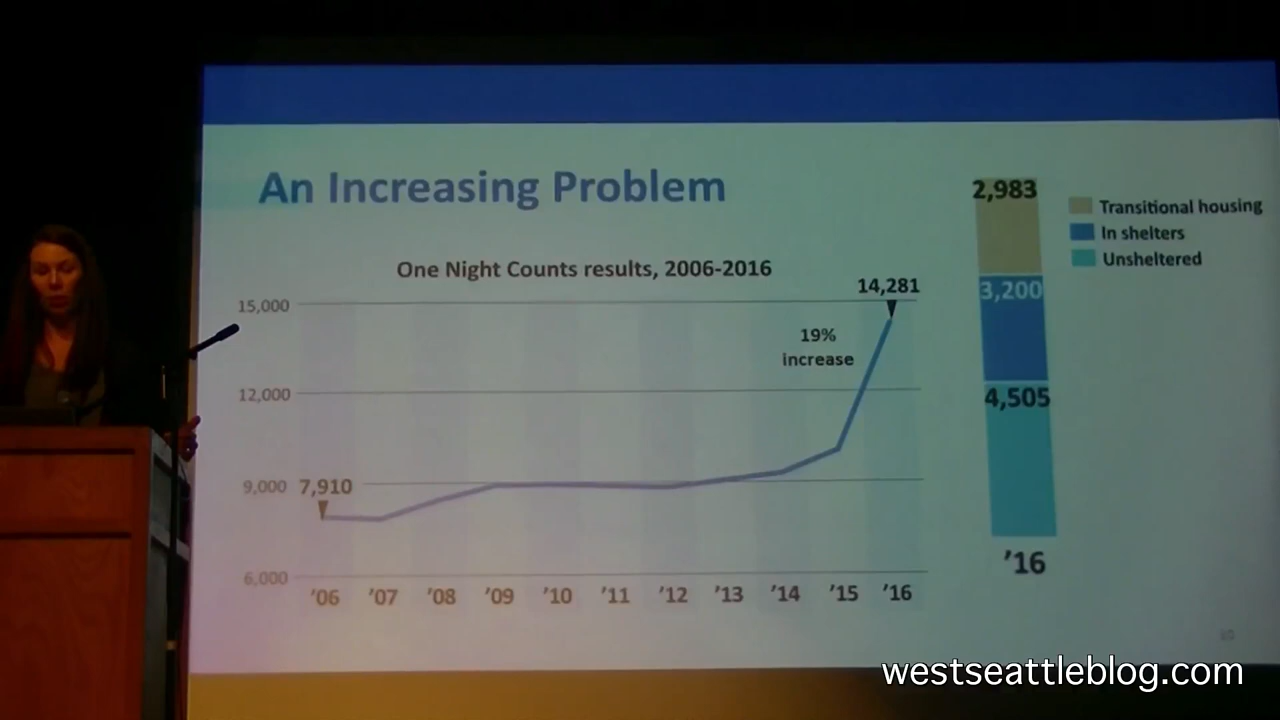 An Increasing Problem
One Night Counts results, 2006-2016
15,000
12,000
9,000
6,000
7,910
14,281
19%
increase
'06 '07 '08 '09 '10 '11 '12 '13 '14 '15 '16
2,983
3,200
4,505
'16
Transitional housing
In shelters
Unsheltered
westseattleblog.com